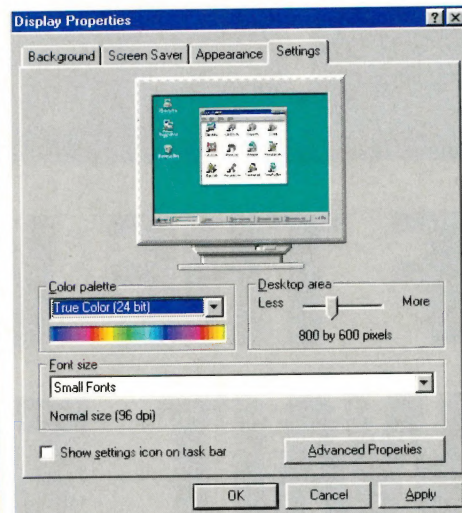 Display Properties
Background Screen Saver Appearance Settings
Color palette
True Color (24 bit)
Desktop area
Less More
800 by 600 pixels
Font size
Small Fonts
Normal size (96 dpi)
Show settings icon on task bar
Advanced Properties
OK Cancel Apply